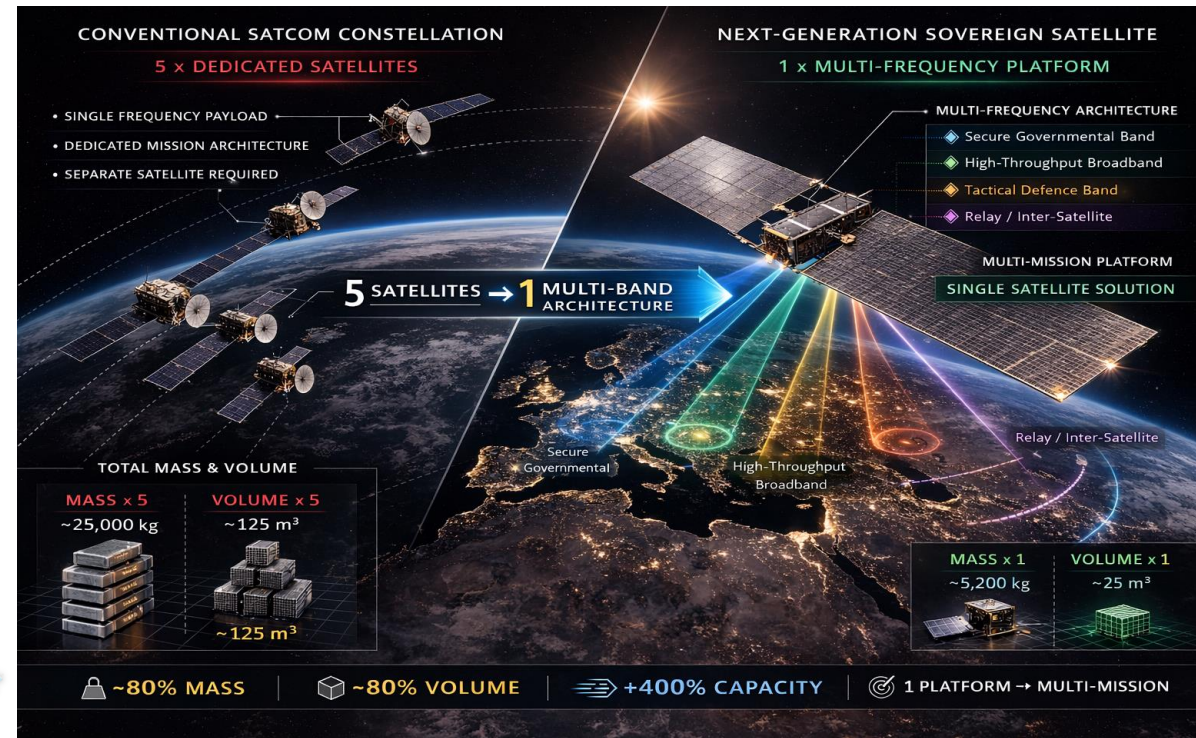 CONVENTIONAL SATCOM CONSTELLATION
5 x DEDICATED SATELLITES
• SINGLE FREQUENCY PAYLOAD
• DEDICATED MISSION ARCHITECTURE
• SEPARATE SATELLITE REQUIRED
NEXT-GENERATION SOVEREIGN SATELLITE
1 x MULTI-FREQUENCY PLATFORM
MULTI-FREQUENCY ARCHITECTURE
Secure Governmental Band
High-Throughput Broadband
Tactical Defence Band
Relay / Inter-Satellite
MULTI-MISSION PLATFORM
SINGLE SATELLITE SOLUTION
5 SATELLITES → 1 MULTI-BAND
ARCHITECTURE
Secure
Governmental
High-Throughput
Broadband
Relay / Inter-Satellite
TOTAL MASS & VOLUME
MASS x 5
~25,000 kg
VOLUME x 5
~125 m³
~125 m³
MASS x 1
~5,200 kg
VOLUME x 1
~25 m³
~80% MASS
~80% VOLUME
+400% CAPACITY
1 PLATFORM → MULTI-MISSION